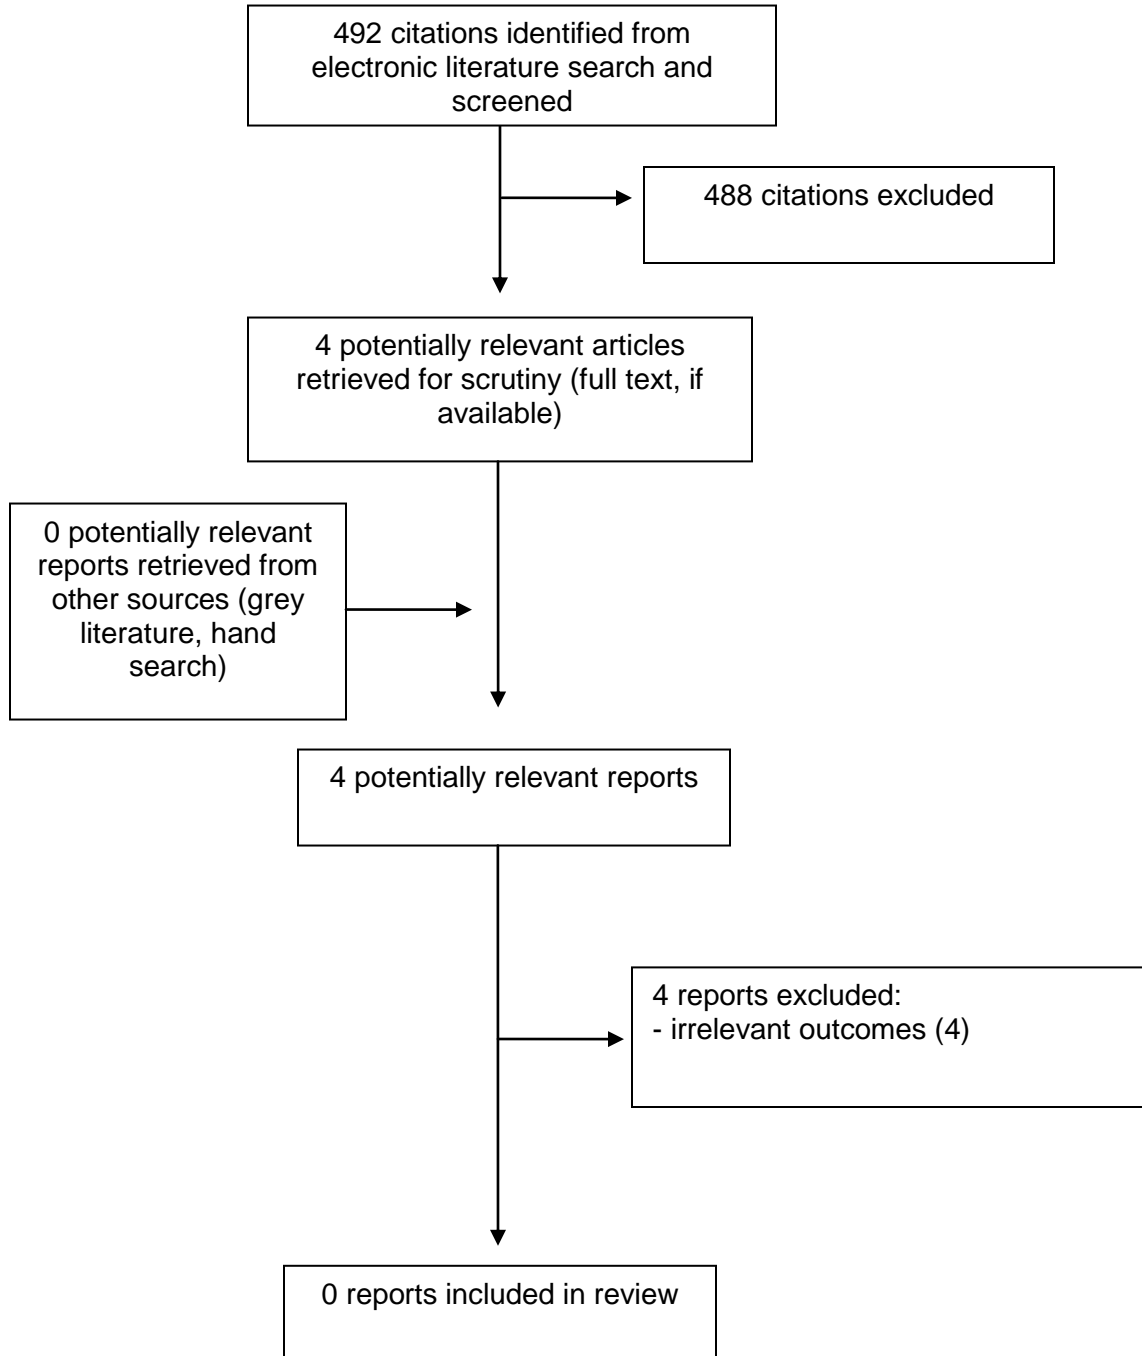 492 citations identified from
electronic literature search and
screened
488 citations excluded
4 potentially relevant articles
retrieved for scrutiny (full text, if
available)
0 potentially relevant
reports retrieved from
other sources (grey
literature, hand
search)
4 potentially relevant reports
4 reports excluded:
- irrelevant outcomes (4)
0 reports included in review